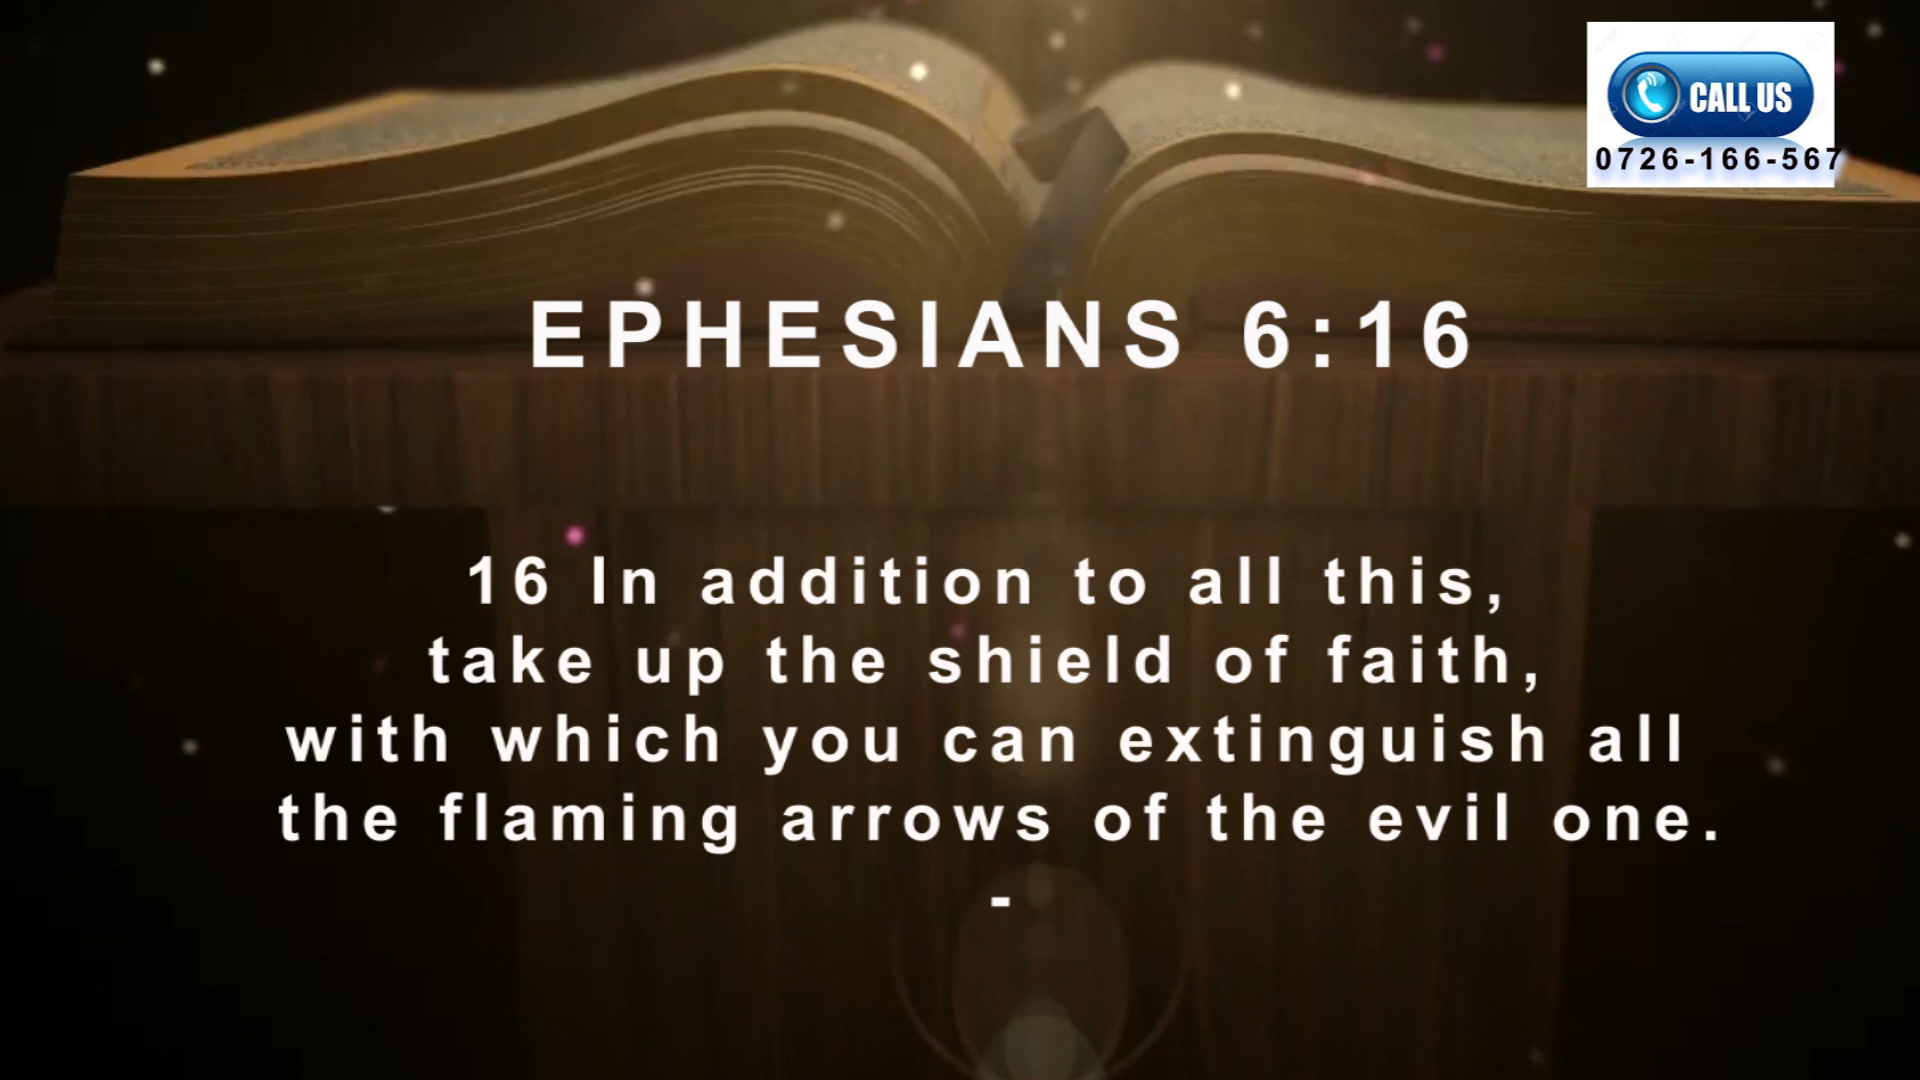 CALL US
0726-166-567
EPHESIANS 6:16
16 In addition to all this,
take up the shield of faith,
with which you can extinguish all
the flaming arrows of the evil one.
-